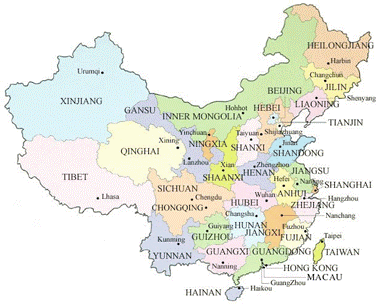 HEILONGJIANG
Harbin
Changchun
JILIN
Urumqi
BEIJING
Shenyang
XINJIANG
LIAONING
GANSU
INNER MONGOLIA
Hohhot
HEBEI
TIANJIN
Yinchuan
Taiyuan
Shijiazhuang
Xining
NINGXIA
SHANXI
Jinan
QINGHAI
SHANDONG
Lanzhou
Xian
Zhengzhou
HENAN
JIANGSU
TIBET
SHAANXI
Hefei
Nanjing
SHANGHAI
SICHUAN
ANHUI
Lhasa
Chengdu
HUBEI
Wuhan
Hangzhou
CHONGQING
ZHEJIANG
Changsha
Nanchang
Guiyang
HUNAN
Fuzhou
Kunming
GUIZHOU
JIANGXI
FUJIAN
Taipei
YUNNAN
GUANGXI
GUANGDONG
TAIWAN
Nanning
HONG KONG
MACAU
GuangZhou
HAINAN
Haikou